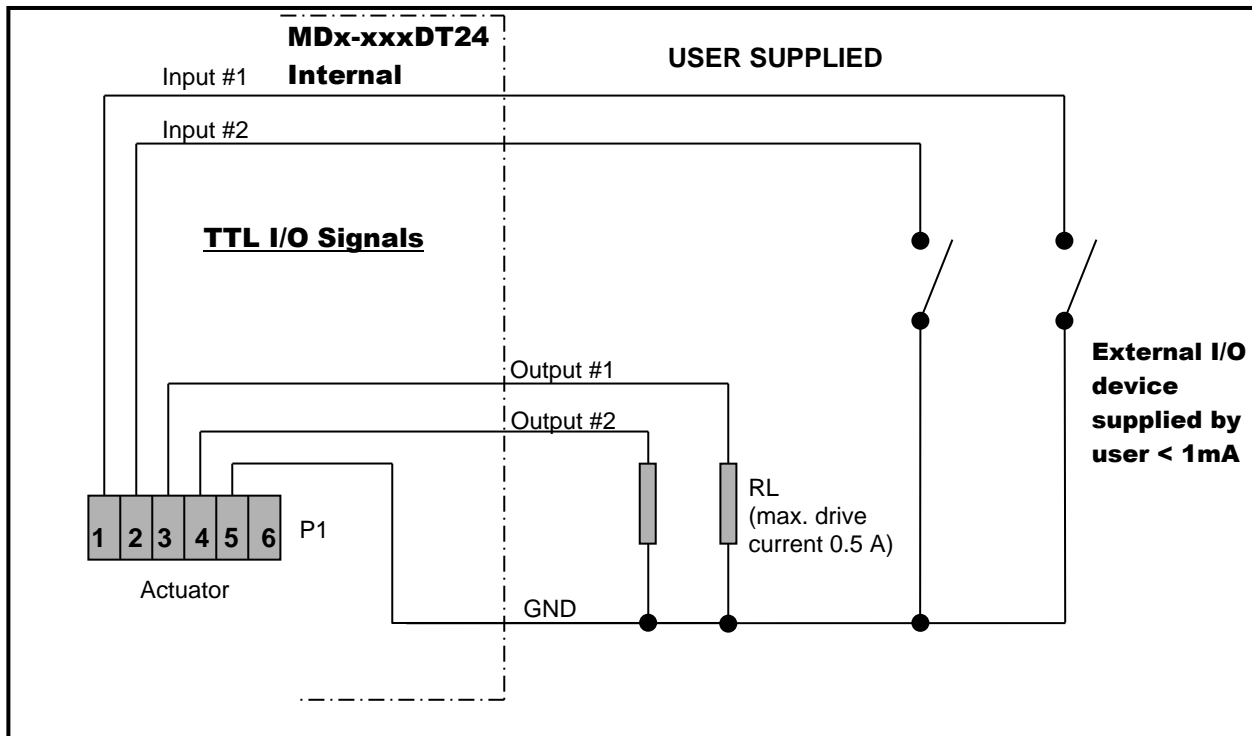 MDx-xxxDT24
Internal
USER SUPPLIED
Input #1
Input #2
TTL I/O Signals
Output #1
Output #2
External I/O
device
supplied by
user < 1mA
RL
(max. drive
current 0.5 A)
1 2 3 4 5 6
P1
Actuator
GND